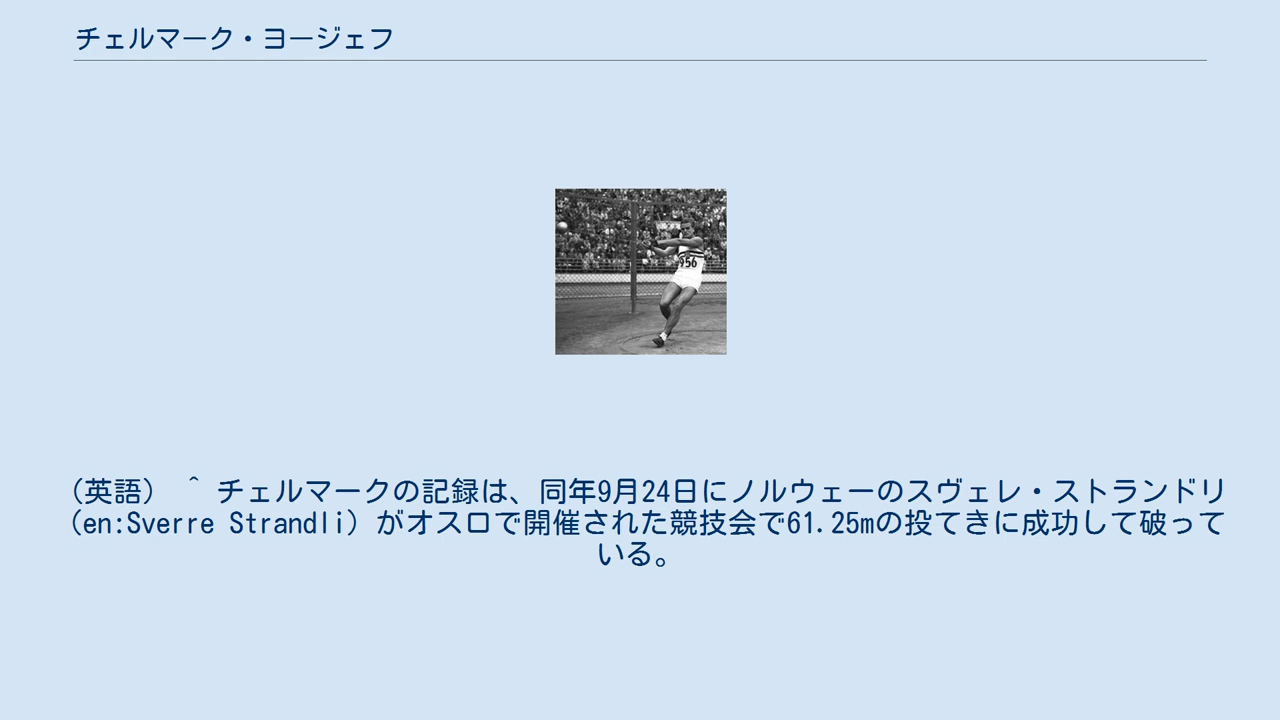 チェルマーク・ヨージェフ
956
(英語) ^ チェルマークの記録は、同年9月24日にノルウェーのスヴェレ・ストランドリ
(en:Sverre Strandli) がオスロで開催された競技会で61.25mの投てきに成功して破って
いる。